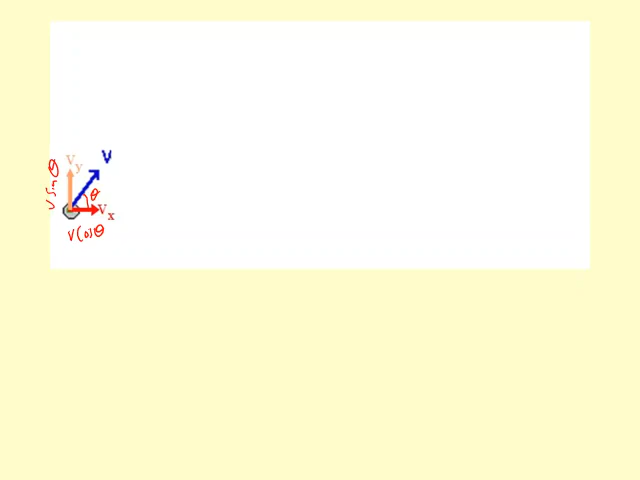 V
Vy
V sin θ
θ
Vx
V cos θ